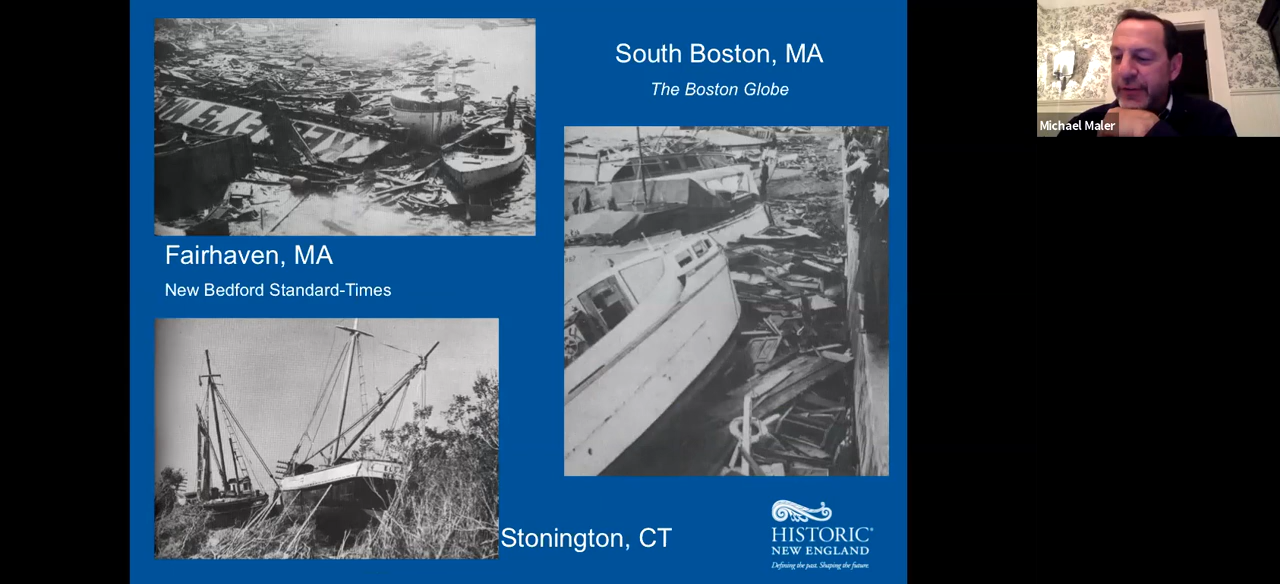 South Boston, MA
The Boston Globe
Michael Maler
Fairhaven, MA
New Bedford Standard-Times
Stonington, CT
HISTORIC®
NEW ENGLAND
Defining the past. Shaping the future.